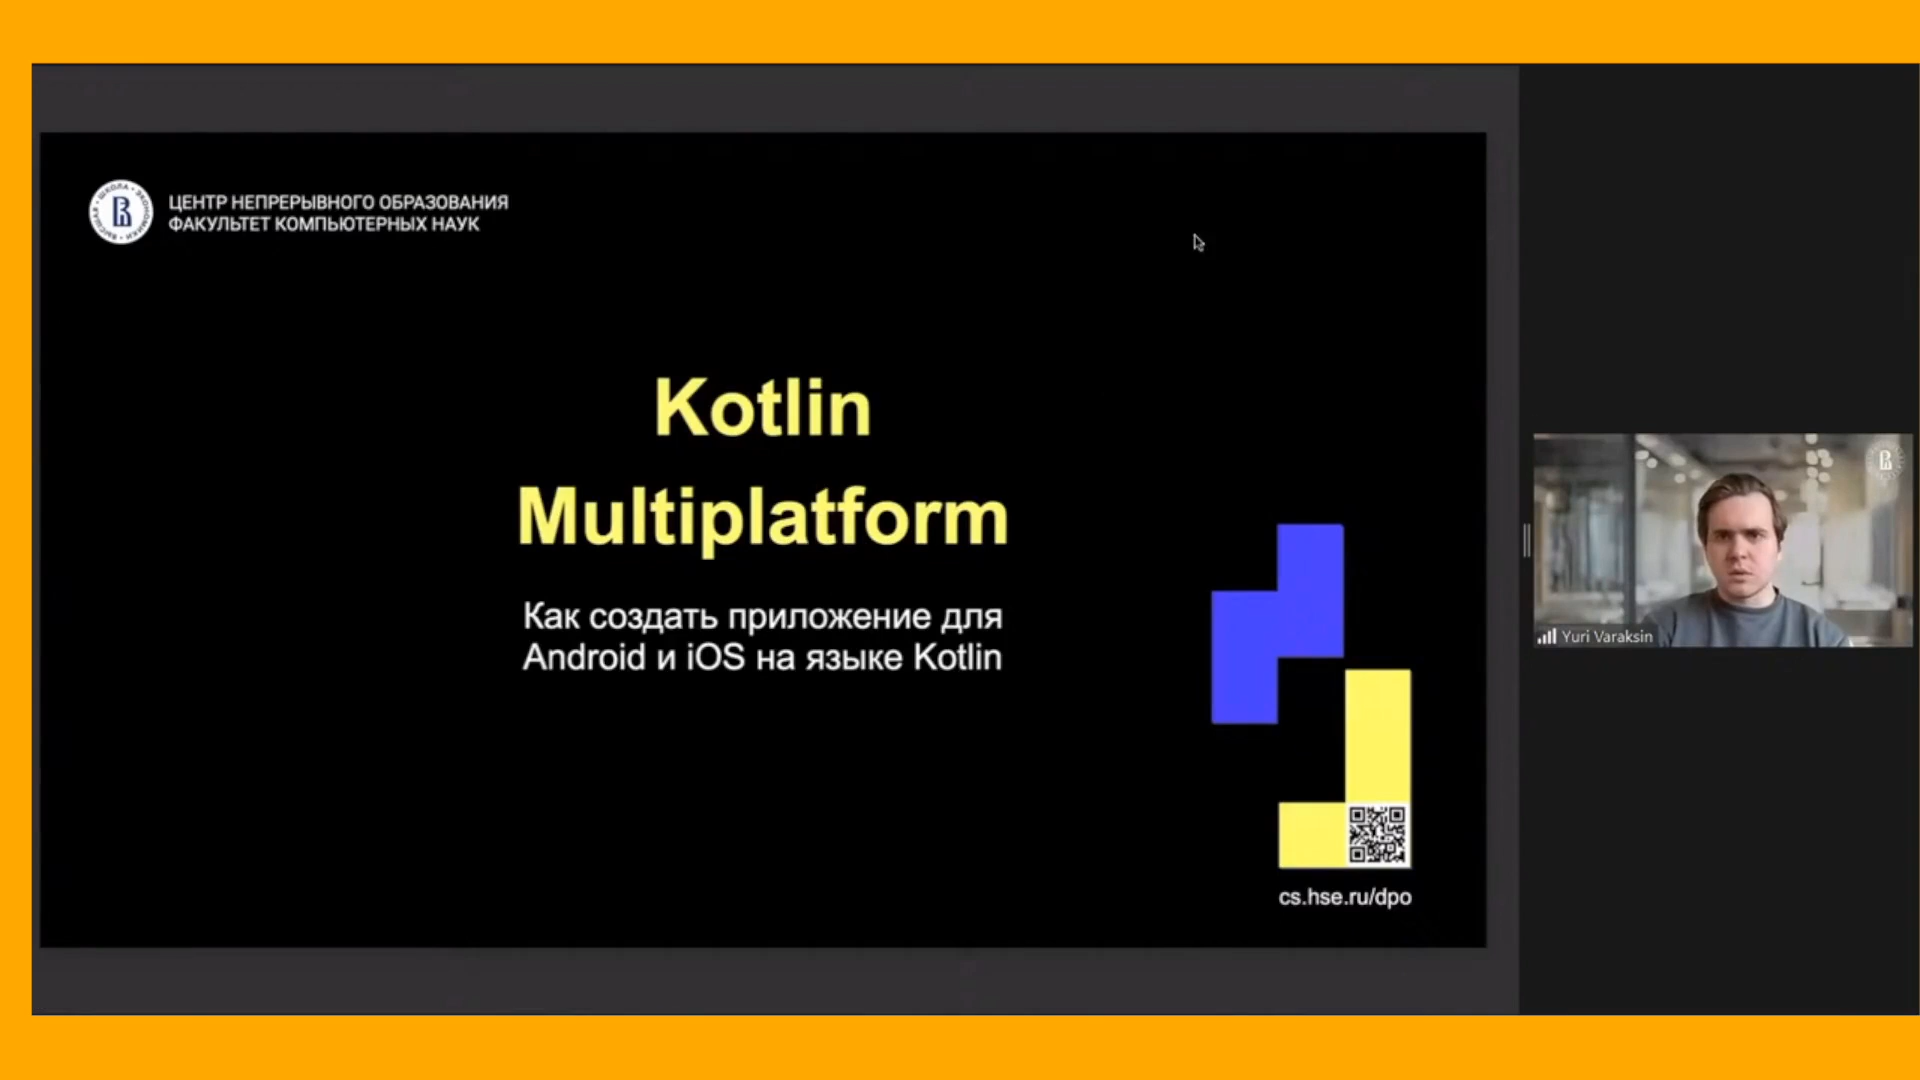 ЦЕНТР НЕПРЕРЫВНОГО ОБРАЗОВАНИЯ
ФАКУЛЬТЕТ КОМПЬЮТЕРНЫХ НАУК
Kotlin
Multiplatform
Как создать приложение для
Android и iOS на языке Kotlin
cs.hse.ru/dpo
Yuri Varaksin